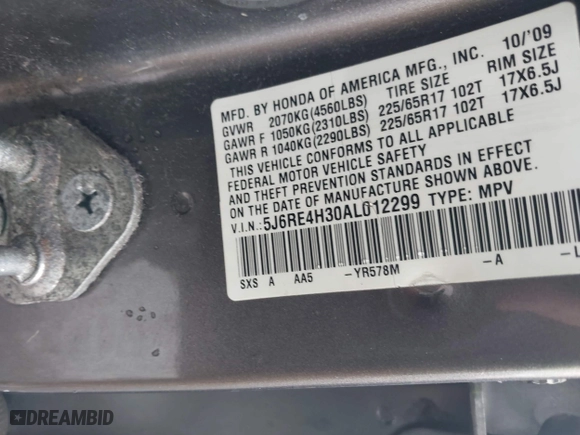 MFD. BY HONDA OF AMERICA MFG., INC. 10/'09
GVWR 2070KG(4560LBS) TIRE SIZE RIM SIZE
GAWR F 1050KG(2310LBS) 225/65R17 102T 17X6.5J
GAWR R 1040KG(2290LBS) 225/65R17 102T 17X6.5J
THIS VEHICLE CONFORMS TO ALL APPLICABLE
FEDERAL MOTOR VEHICLE SAFETY
AND THEFT PREVENTION STANDARDS IN EFFECT
ON THE DATE OF MANUFACTURE SHOWN ABOVE.
V.I.N.: 5J6RE4H30AL012299 TYPE: MPV
SXS A AA5 -YR578M -A -L
DREAMBID